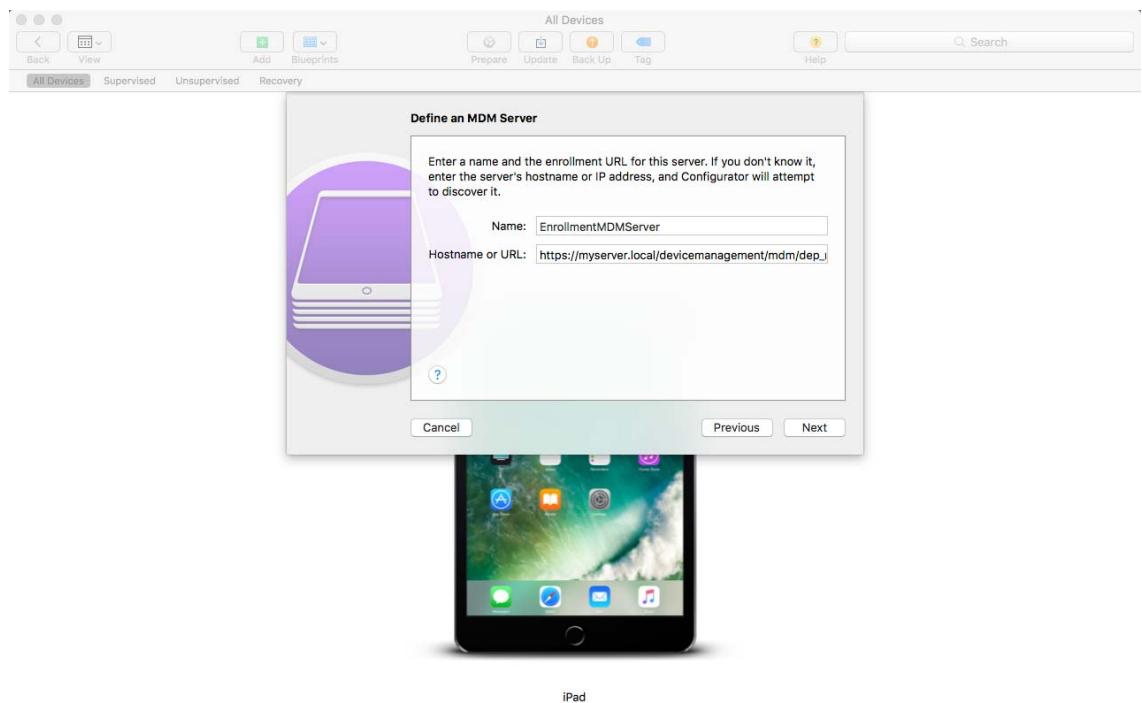 All Devices
Back View Add Blueprints Prepare Update Back Up Tag Help Search
All Devices Supervised Unsupervised Recovery
Define an MDM Server
Enter a name and the enrollment URL for this server. If you don't know it,
enter the server's hostname or IP address, and Configurator will attempt
to discover it.
Name: EnrollmentMDMServer
Hostname or URL: https://myserver.local/devicemanagement/mdm/dep_
?
Cancel Previous Next
iPad